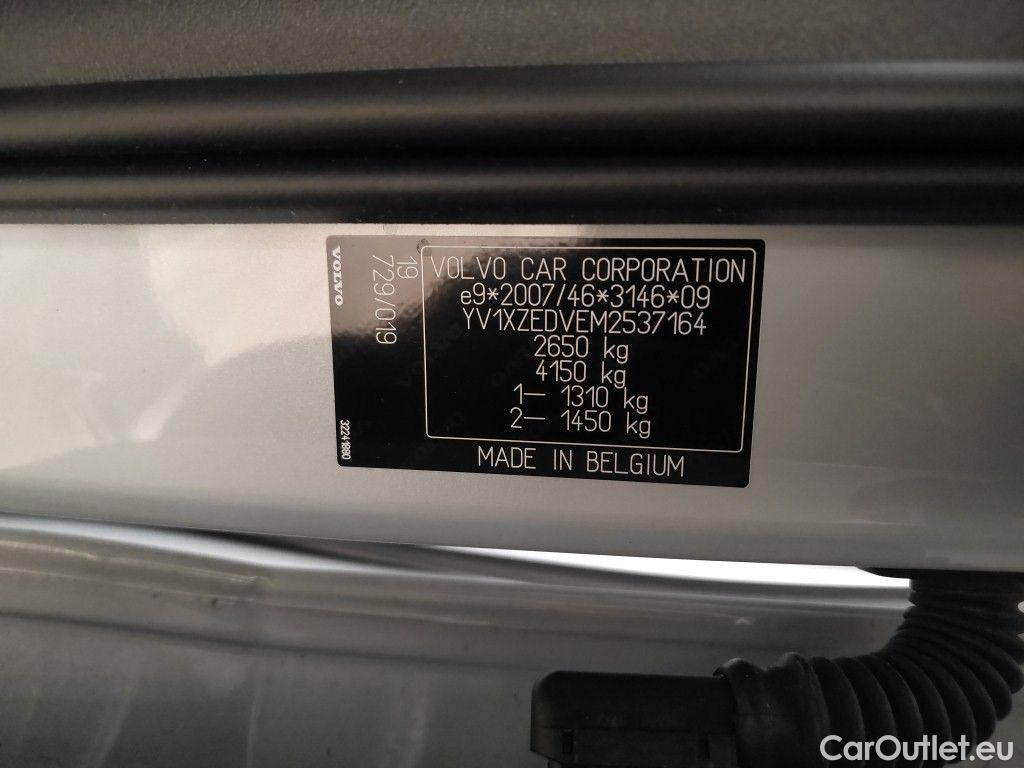 VOLVO
19
729/019
32241880
VOLVO CAR CORPORATION
e9*2007/46*3146*09
YV1XZEDVEM2537164
2650 kg
4150 kg
1– 1310 kg
2– 1450 kg
MADE IN BELGIUM
CarOutlet.eu